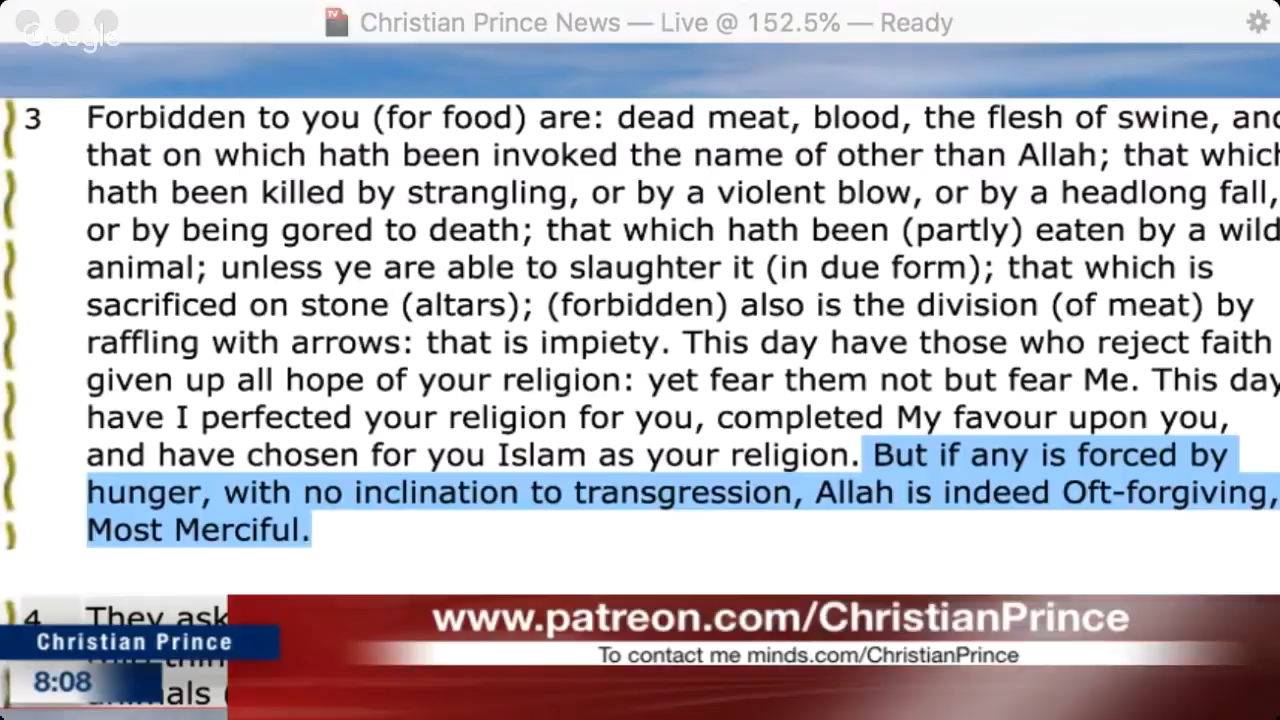 Christian Prince News — Live @ 152.5% — Ready
Google
3 Forbidden to you (for food) are: dead meat, blood, the flesh of swine, and
that on which hath been invoked the name of other than Allah; that which
hath been killed by strangling, or by a violent blow, or by a headlong fall,
or by being gored to death; that which hath been (partly) eaten by a wild
animal; unless ye are able to slaughter it (in due form); that which is
sacrificed on stone (altars); (forbidden) also is the division (of meat) by
raffling with arrows: that is impiety. This day have those who reject faith
given up all hope of your religion: yet fear them not but fear Me. This day
have I perfected your religion for you, completed My favour upon you,
and have chosen for you Islam as your religion. But if any is forced by
hunger, with no inclination to transgression, Allah is indeed Oft-forgiving,
Most Merciful.
4 They ask
Christian Prince
8:08
www.patreon.com/ChristianPrince
To contact me minds.com/ChristianPrince